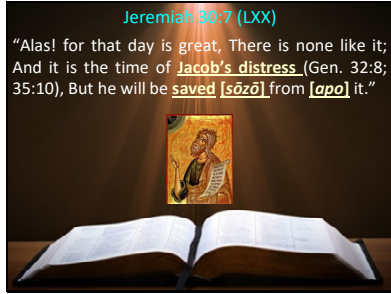 Jeremiah 30:7 (LXX)
“Alas! for that day is great, There is none like it;
And it is the time of Jacob’s distress (Gen. 32:8;
35:10), But he will be saved [sōzō] from [apo] it.”